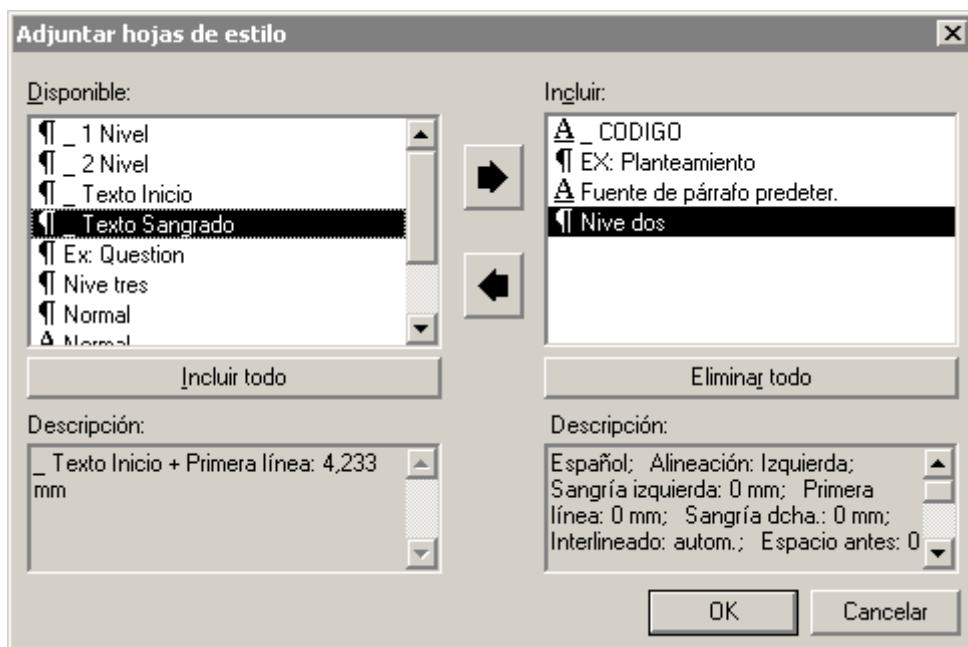 Adjuntar hojas de estilo
Disponible:
¶ _ 1 Nivel
¶ _ 2 Nivel
¶ _ Texto Inicio
¶ _ Texto Sangrado
¶ Ex: Question
¶ Nive tres
¶ Normal
A Normal
Incluir todo
Descripción:
_ Texto Inicio + Primera línea: 4,233
mm
Incluir:
A _ CODIGO
¶ EX: Planteamiento
A Fuente de párrafo predeter.
¶ Nive dos
Eliminar todo
Descripción:
Español; Alineación: Izquierda;
Sangría izquierda: 0 mm; Primera
línea: 0 mm; Sangría dcha.: 0 mm;
Interlineado: autom.; Espacio antes: 0
OK
Cancelar